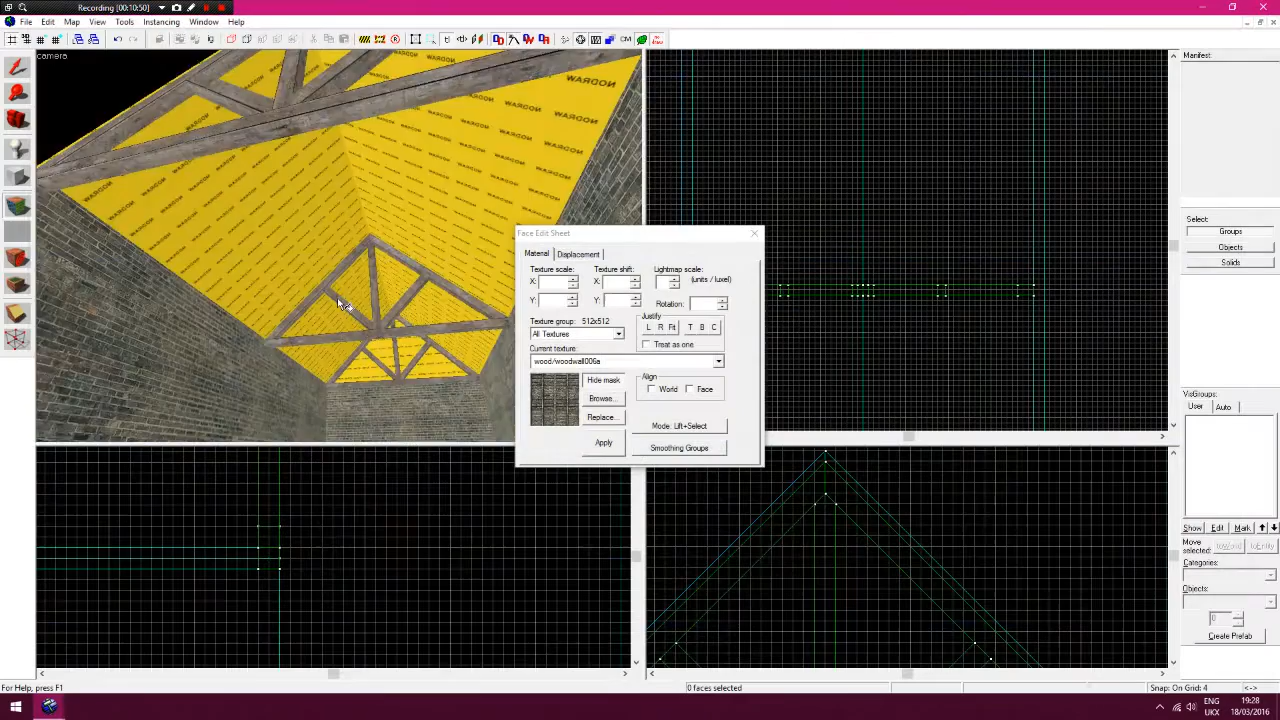 Recording [00:10:50]
File Edit Map View Tools Instancing Window Help
camera
NODRAW
Manifest:
Select:
Groups
Objects
Solids
VisGroups:
User Auto
Show Edit Mark
Move selected:
toWorld toEntity
Categories:
Objects:
0
Create Prefab
Face Edit Sheet
Material Displacement
Texture scale: Texture shift: Lightmap scale:
X: X: (units / luxel)
Y: Y: Rotation:
Texture group: 512x512
Justify
All Textures
L R Fit T B C
Current texture:
Treat as one
wood/woodwall006a
Align
Hide mask
World Face
Browse...
Replace...
Mode: Lift+Select
Apply
Smoothing Groups
For Help, press F1
0 faces selected
Snap: On Grid: 4
<->
ENG
UKX
19:28
18/03/2016